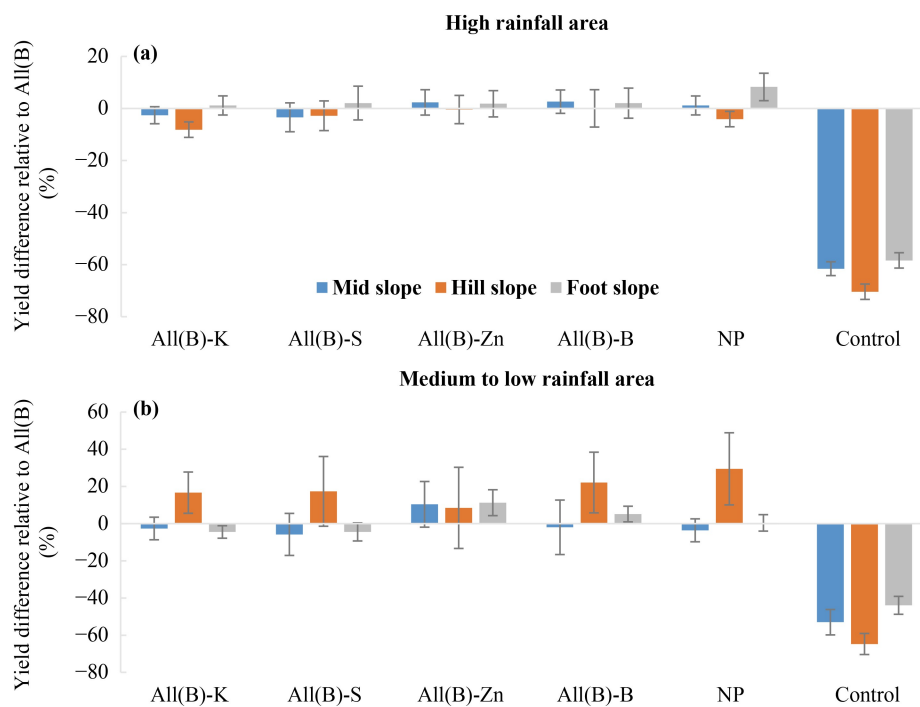 High rainfall area
(a)
Yield difference relative to All(B)
(%)
20
0
−20
−40
−60
−80
Mid slope Hill slope Foot slope
All(B)-K All(B)-S All(B)-Zn All(B)-B NP Control
Medium to low rainfall area
(b)
Yield difference relative to All(B)
(%)
60
40
20
0
−20
−40
−60
−80
All(B)-K All(B)-S All(B)-Zn All(B)-B NP Control